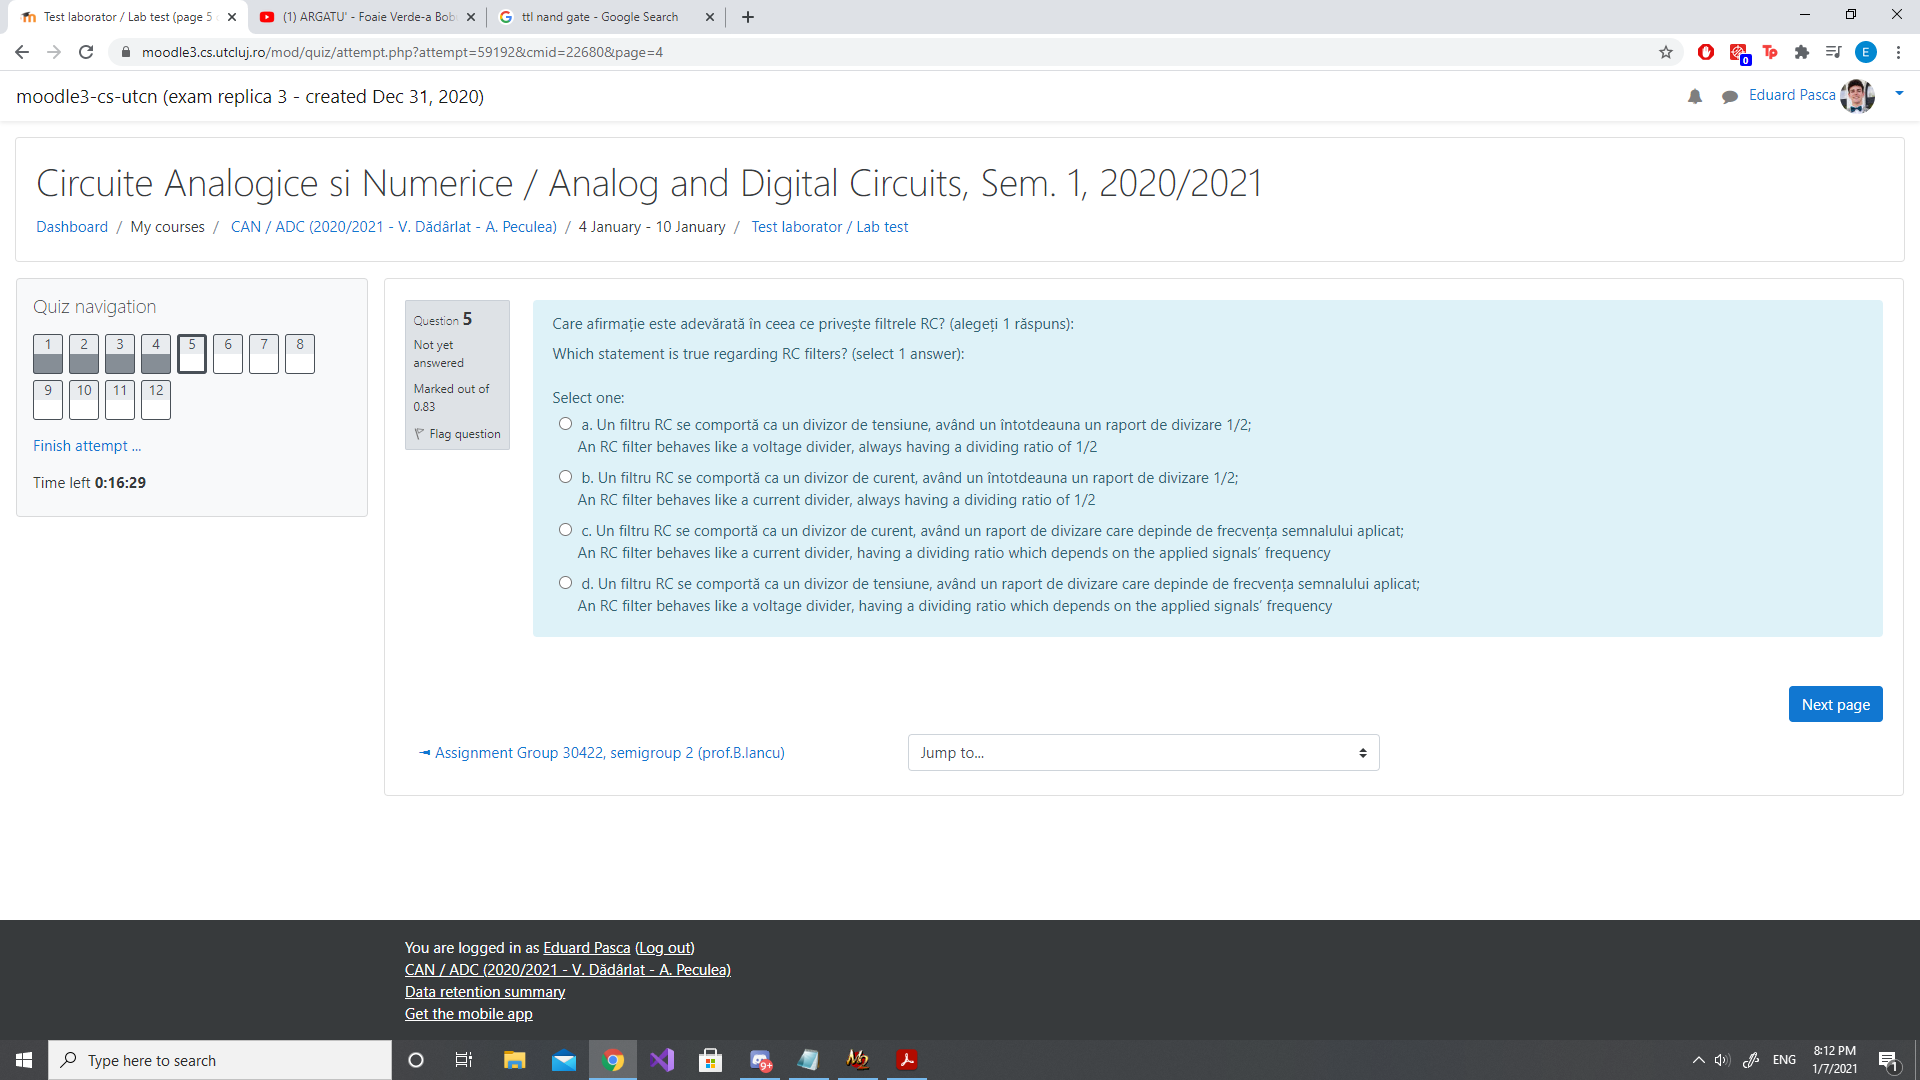 Test laborator / Lab test (page 5
(1) ARGATU' - Foaie Verde-a Bob
ttl nand gate - Google Search
moodle3.cs.utcluj.ro/mod/quiz/attempt.php?attempt=59192&cmid=22680&page=4
0
Tp
E
moodle3-cs-utcn (exam replica 3 - created Dec 31, 2020)
Eduard Pasca
Circuite Analogice si Numerice / Analog and Digital Circuits, Sem. 1, 2020/2021
Dashboard / My courses / CAN / ADC (2020/2021 - V. Dădârlat - A. Peculea) / 4 January - 10 January / Test laborator / Lab test
Quiz navigation
1 2 3 4 5 6 7 8
9 10 11 12
Finish attempt ...
Time left 0:16:29
Question 5
Not yet
answered
Marked out of
0.83
Flag question
Care afirmație este adevărată în ceea ce privește filtrele RC? (alegeți 1 răspuns):
Which statement is true regarding RC filters? (select 1 answer):
Select one:
a. Un filtru RC se comportă ca un divizor de tensiune, având un întotdeauna un raport de divizare 1/2;
An RC filter behaves like a voltage divider, always having a dividing ratio of 1/2
b. Un filtru RC se comportă ca un divizor de curent, având un întotdeauna un raport de divizare 1/2;
An RC filter behaves like a current divider, always having a dividing ratio of 1/2
c. Un filtru RC se comportă ca un divizor de curent, având un raport de divizare care depinde de frecvența semnalului aplicat;
An RC filter behaves like a current divider, having a dividing ratio which depends on the applied signals' frequency
d. Un filtru RC se comportă ca un divizor de tensiune, având un raport de divizare care depinde de frecvența semnalului aplicat;
An RC filter behaves like a voltage divider, having a dividing ratio which depends on the applied signals' frequency
Next page
◄ Assignment Group 30422, semigroup 2 (prof.B.Iancu)
Jump to...
You are logged in as Eduard Pasca (Log out)
CAN / ADC (2020/2021 - V. Dădârlat - A. Peculea)
Data retention summary
Get the mobile app
Type here to search
9+
ENG
8:12 PM
1/7/2021
1